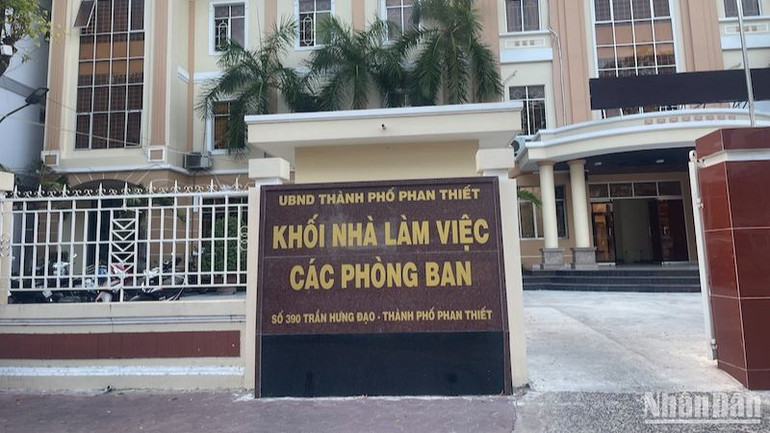 UBND THÀNH PHỐ PHAN THIẾT
KHỐI NHÀ LÀM VIỆC
CÁC PHÒNG BAN
SỐ 390 TRẦN HƯNG ĐẠO - THÀNH PHỐ PHAN THIẾT
NhânDân